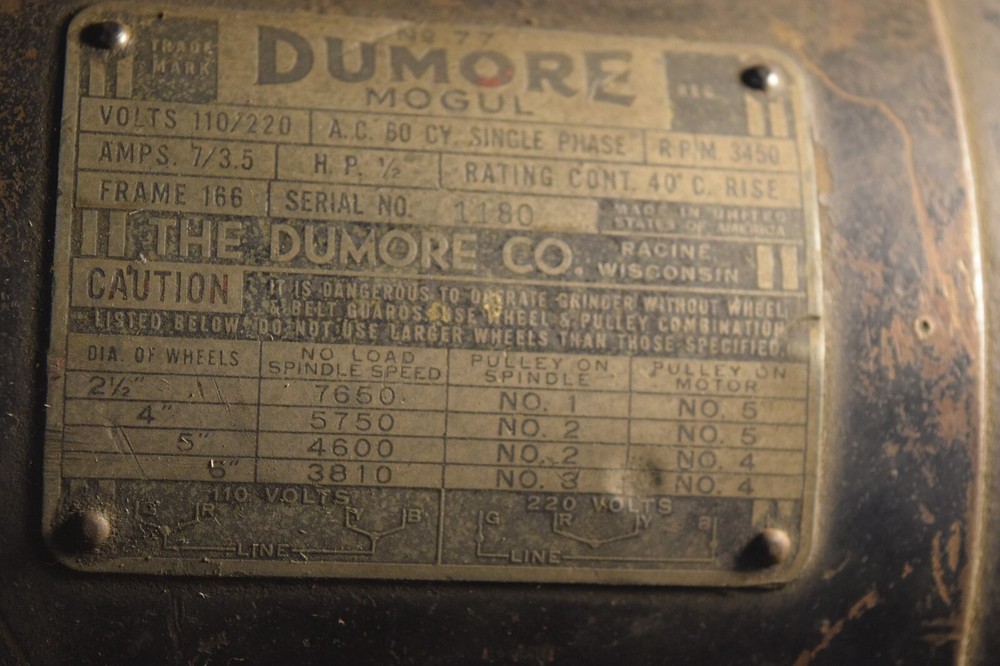 NO 77
TRADE MARK DUMORE REG.
MOGUL
VOLTS 110/220 A.C. 60 CY. SINGLE PHASE R.P.M. 3450
AMPS. 7/3.5 H.P. ½ RATING CONT. 40° C. RISE
FRAME 166 SERIAL NO. 1180 MADE IN UNITED STATES OF AMERICA
THE DUMORE CO. RACINE WISCONSIN
CAUTION IT IS DANGEROUS TO OPERATE GRINDER WITHOUT WHEEL
& BELT GUARDS. USE WHEEL & PULLEY COMBINATION
LISTED BELOW. DO NOT USE LARGER WHEELS THAN THOSE SPECIFIED.
DIA. OF WHEELS NO LOAD SPINDLE SPEED PULLEY ON SPINDLE PULLEY ON MOTOR
2½" 7650 NO. 1 NO. 5
4" 5750 NO. 2 NO. 5
5" 4600 NO. 2 NO. 4
6" 3810 NO. 3 NO. 4
110 VOLTS 220 VOLTS
G R Y B G R Y B
LINE LINE